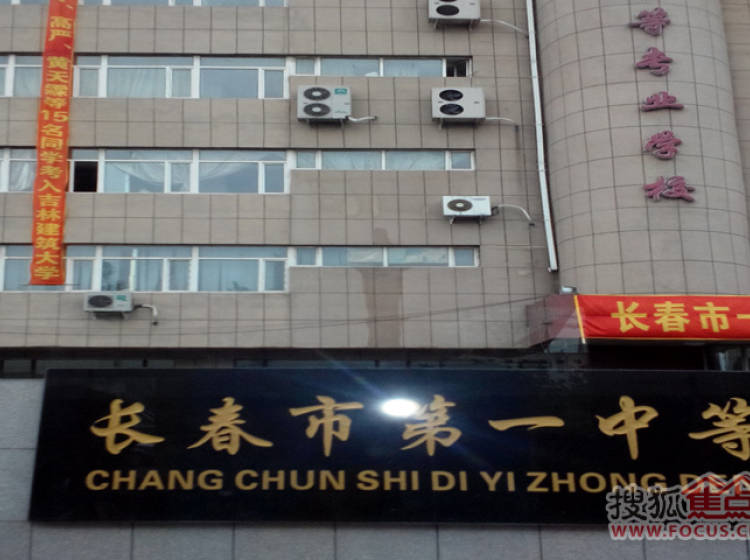 、高严、黄天霖等15名同学考入吉林建筑大学
等专业学校
长春市一
长春市第一中等
CHANG CHUN SHI DI YI ZHONG DEN
搜狐焦点
WWW.FOCUS.C